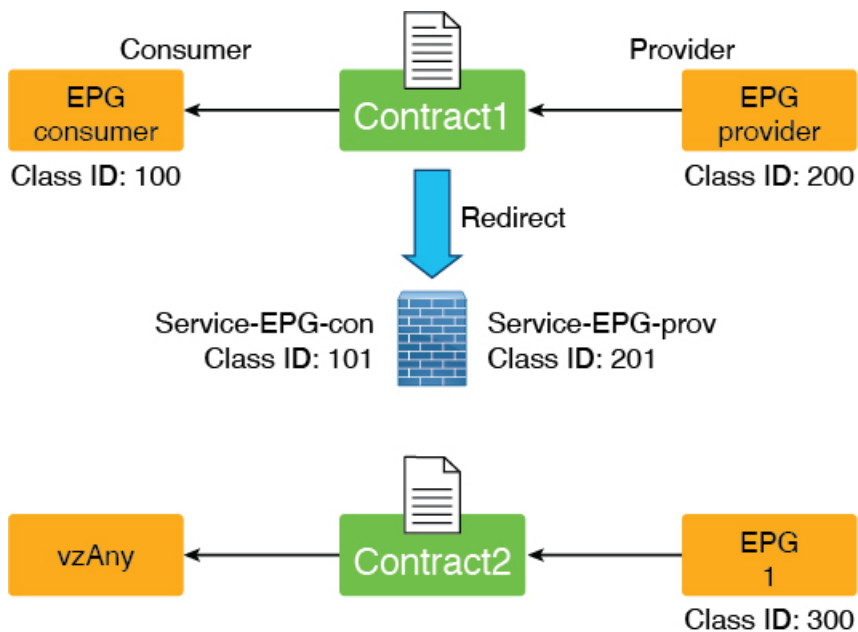 Consumer
Provider
EPG
consumer
Contract1
EPG
provider
Class ID: 100
Class ID: 200
Redirect
Service-EPG-con
Class ID: 101
Service-EPG-prov
Class ID: 201
vzAny
Contract2
EPG
1
Class ID: 300